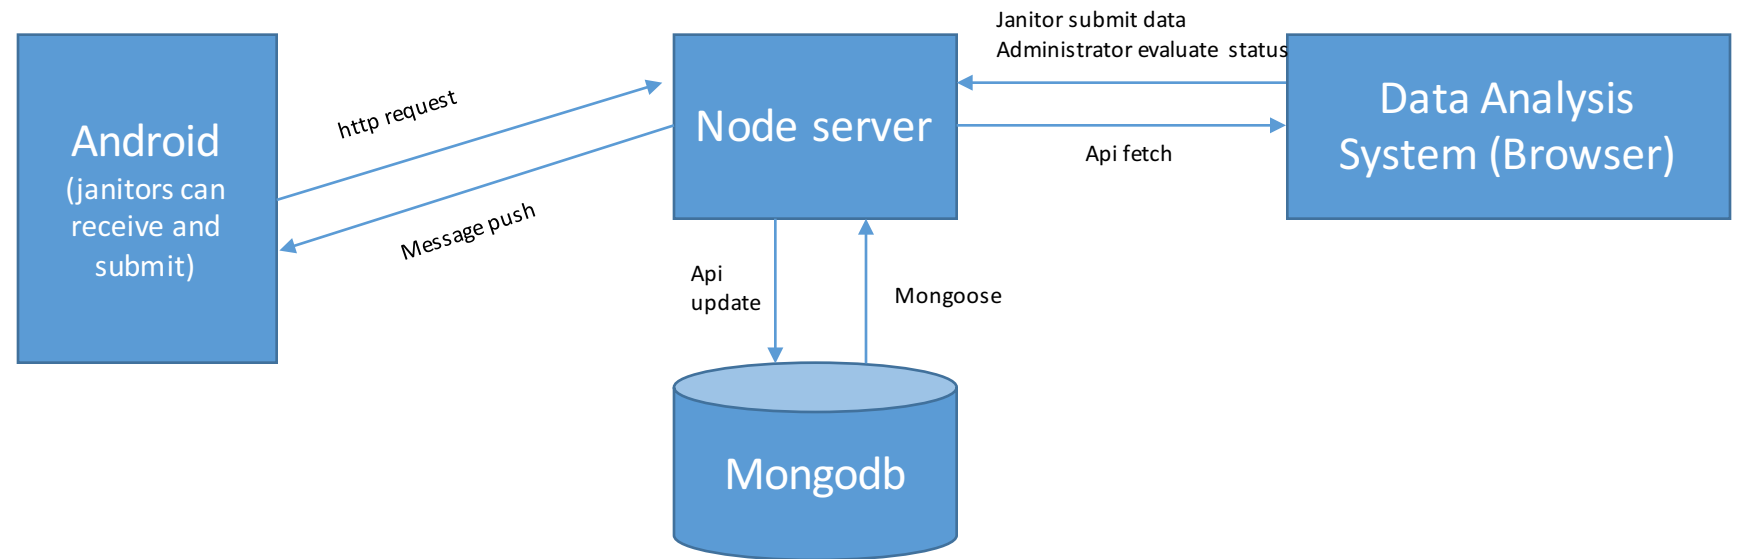 Janitor submit data
Administrator evaluate status
Android
(janitors can
receive and
submit)
http request
Message push
Node server
Api fetch
Data Analysis
System (Browser)
Api
update
Mongoose
Mongodb